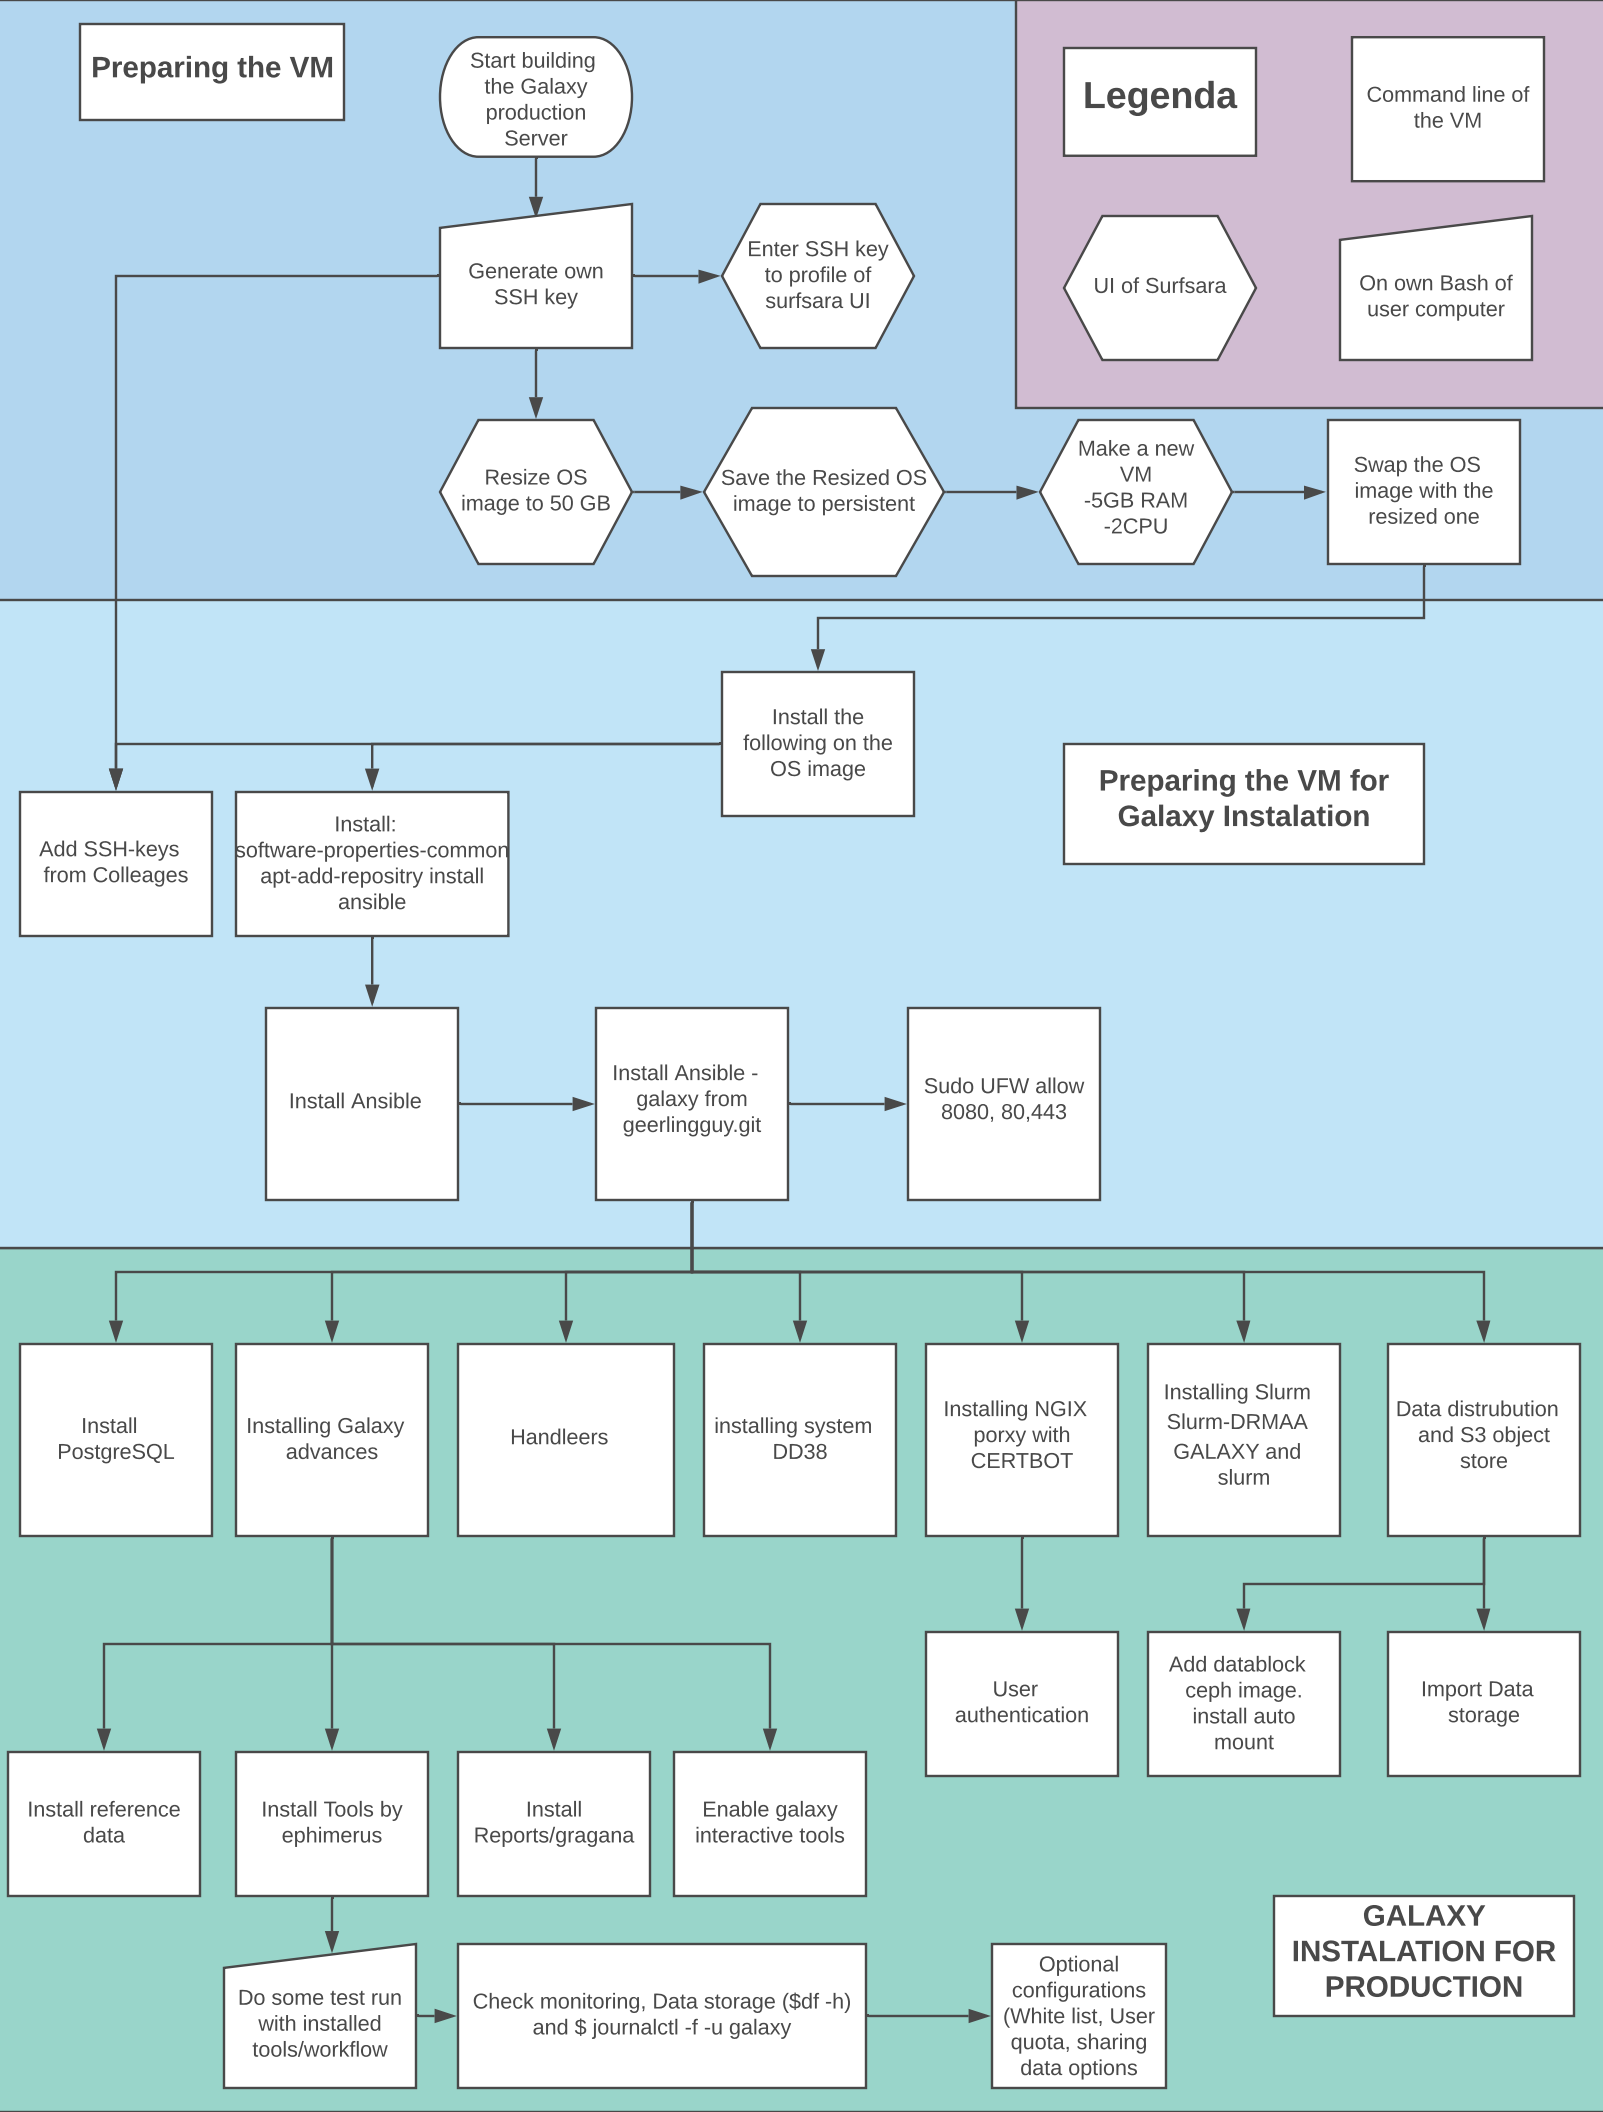 Preparing the VM
Start building
the Galaxy
production
Server
Legenda
Command line of
the VM
UI of Surfsara
On own Bash of
user computer
Generate own
SSH key
Enter SSH key
to profile of
surfsara UI
Resize OS
image to 50 GB
Save the Resized OS
image to persistent
Make a new
VM
-5GB RAM
-2CPU
Swap the OS
image with the
resized one
Install the
following on the
OS image
Preparing the VM for
Galaxy Instalation
Add SSH-keys
from Colleages
Install:
software-properties-common
apt-add-repositry install
ansible
Install Ansible
Install Ansible -
galaxy from
geerlingguy.git
Sudo UFW allow
8080, 80,443
Install
PostgreSQL
Installing Galaxy
advances
Handleers
installing system
DD38
Installing NGIX
porxy with
CERTBOT
Installing Slurm
Slurm-DRMAA
GALAXY and
slurm
Data distrubution
and S3 object
store
User
authentication
Add datablock
ceph image.
install auto
mount
Import Data
storage
Install reference
data
Install Tools by
ephimerus
Install
Reports/gragana
Enable galaxy
interactive tools
GALAXY
INSTALATION FOR
PRODUCTION
Do some test run
with installed
tools/workflow
Check monitoring, Data storage ($df -h)
and $ journalctl -f -u galaxy
Optional
configurations
(White list, User
quota, sharing
data options